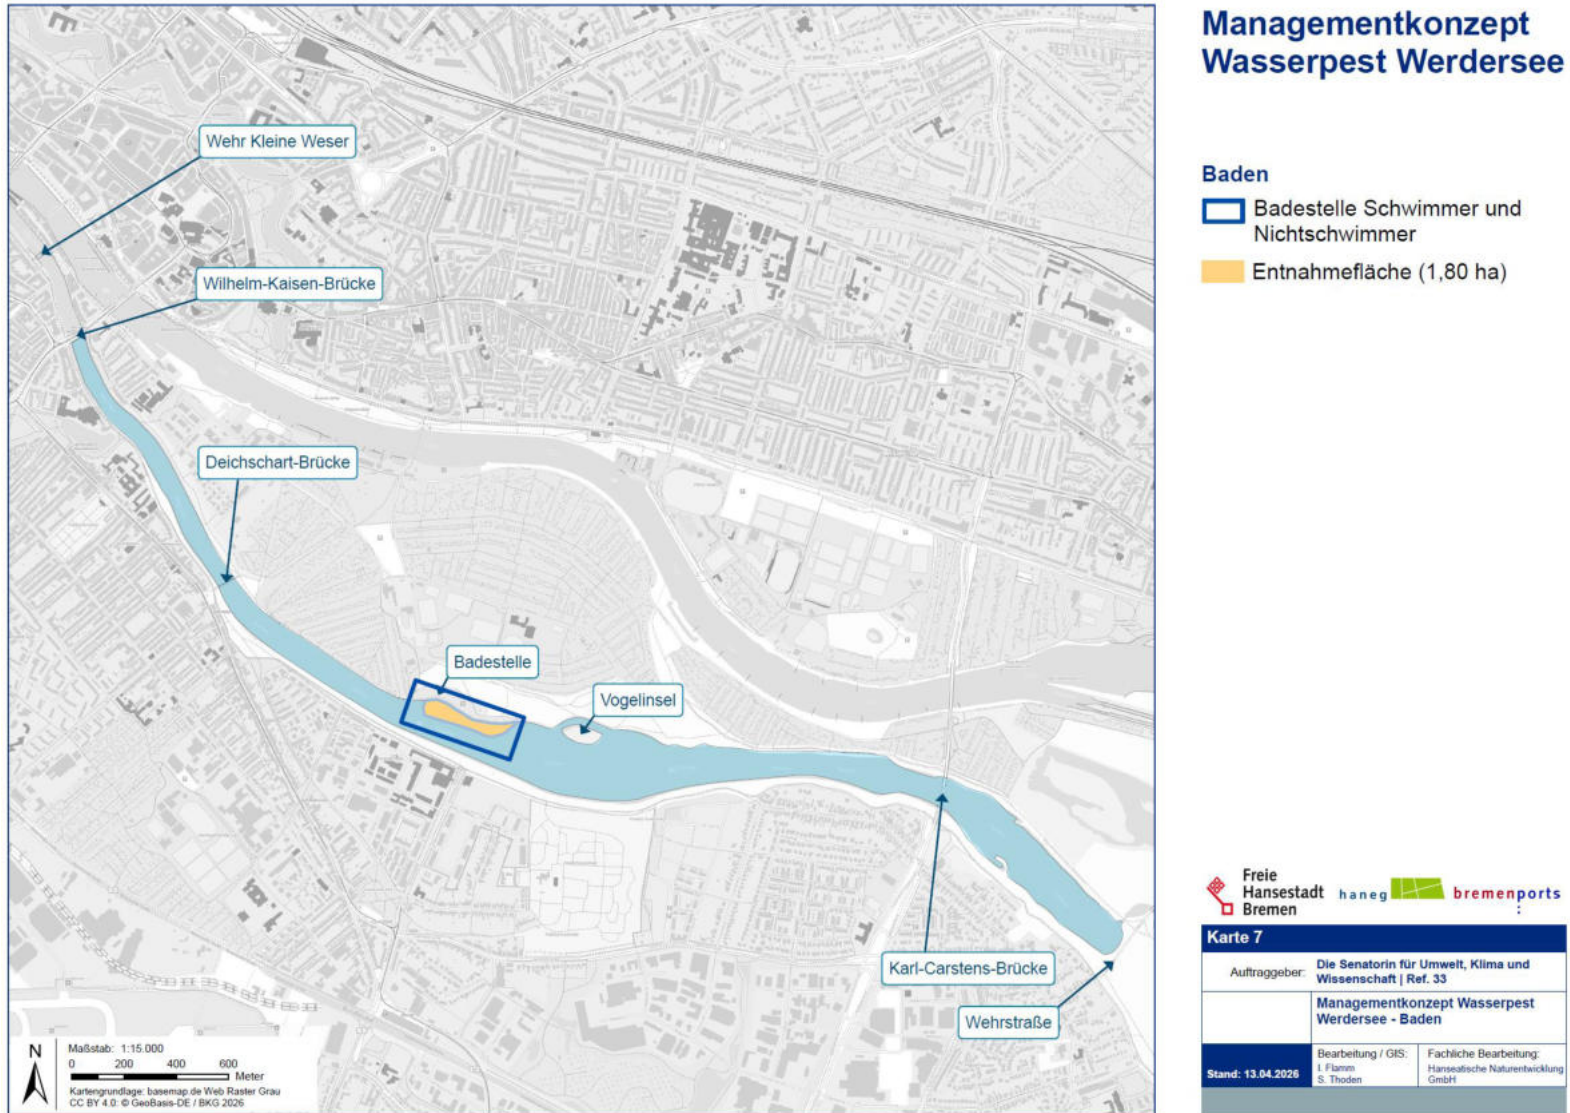 Managementkonzept
Wasserpest Werdersee
Wehr Kleine Weser
Wilhelm-Kaisen-Brücke
Deichschart-Brücke
Badestelle
Vogelinsel
Karl-Carstens-Brücke
Wehrstraße
N
Maßstab: 1:15.000
0 200 400 600
Meter
Kartengrundlage: basemap.de Web Raster Grau
CC BY 4.0: © GeoBasis-DE / BKG 2026
Baden
Badestelle Schwimmer und
Nichtschwimmer
Entnahmefläche (1,80 ha)
Freie
Hansestadt
Bremen
haneg
bremenports
Karte 7
Auftraggeber:
Die Senatorin für Umwelt, Klima und
Wissenschaft | Ref. 33
Managementkonzept Wasserpest
Werdersee - Baden
Stand: 13.04.2026
Bearbeitung / GIS:
I. Flamm
S. Thoden
Fachliche Bearbeitung:
Hanseatische Naturentwicklung
GmbH